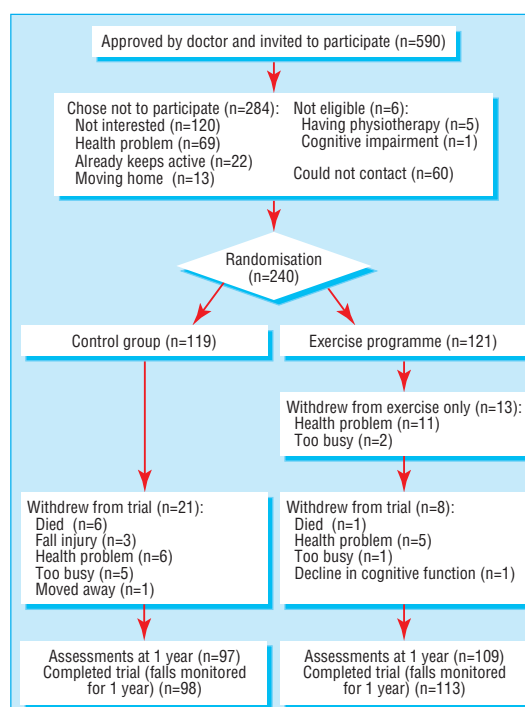 Approved by doctor and invited to participate (n=590)
Chose not to participate (n=284):
Not interested (n=120)
Health problem (n=69)
Already keeps active (n=22)
Moving home (n=13)
Not eligible (n=6):
Having physiotherapy (n=5)
Cognitive impairment (n=1)
Could not contact (n=60)
Randomisation
(n=240)
Control group (n=119)
Exercise programme (n=121)
Withdrew from exercise only (n=13):
Health problem (n=11)
Too busy (n=2)
Withdrew from trial (n=21):
Died (n=6)
Fall injury (n=3)
Health problem (n=6)
Too busy (n=5)
Moved away (n=1)
Withdrew from trial (n=8):
Died (n=1)
Health problem (n=5)
Too busy (n=1)
Decline in cognitive function (n=1)
Assessments at 1 year (n=97)
Completed trial (falls monitored
for 1 year) (n=98)
Assessments at 1 year (n=109)
Completed trial (falls monitored
for 1 year) (n=113)